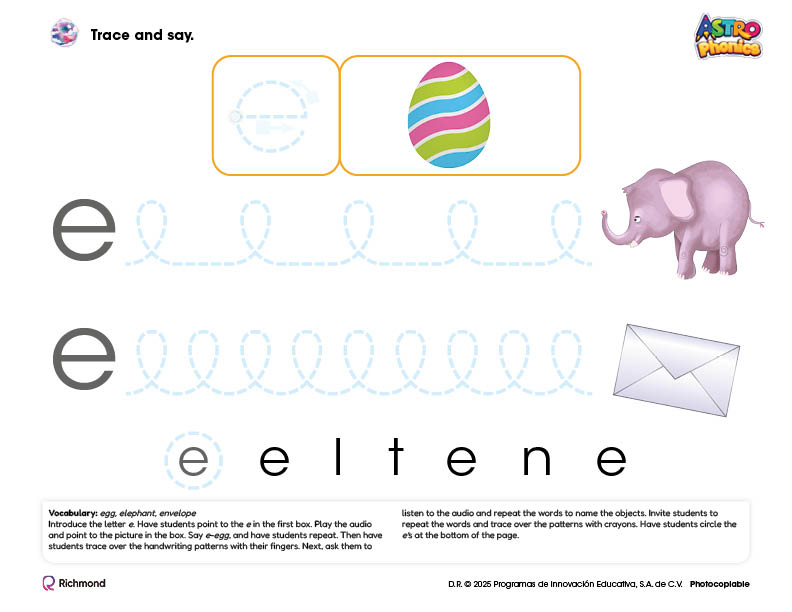 Trace and say.
ASTRO
Phonics
e
e
e e l t e n e
Vocabulary: egg, elephant, envelope
Introduce the letter e. Have students point to the e in the first box. Play the audio
and point to the picture in the box. Say e-egg, and have students repeat. Then have
students trace over the handwriting patterns with their fingers. Next, ask them to
listen to the audio and repeat the words to name the objects. Invite students to
repeat the words and trace over the patterns with crayons. Have students circle the
e's at the bottom of the page.
Richmond
D.R. © 2025 Programas de Innovación Educativa, S.A. de C.V. Photocopiable